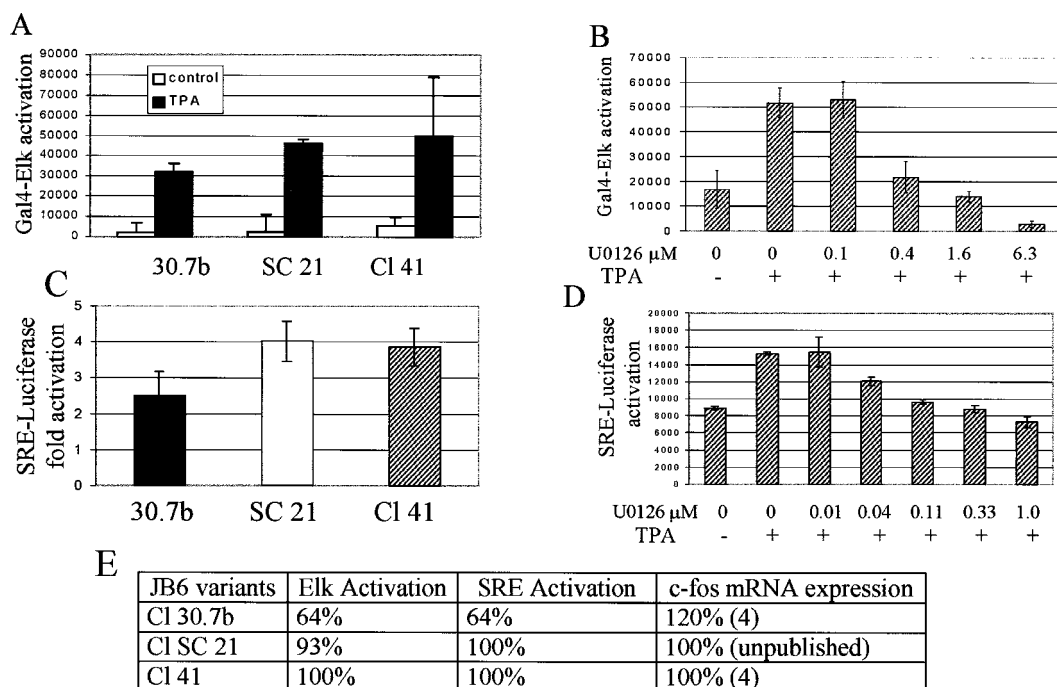 A
Gal4-Elk activation
90000
80000
70000
60000
50000
40000
30000
20000
10000
0
control
TPA
30.7b SC 21 Cl 41
B
Gal4-Elk activation
70000
60000
50000
40000
30000
20000
10000
0
U0126 μM 0 0 0.1 0.4 1.6 6.3
TPA - + + + + +
C
SRE-Luciferase
fold activation
5
4
3
2
1
0
30.7b SC 21 Cl 41
D
SRE-Luciferase
activation
20000
18000
16000
14000
12000
10000
8000
6000
4000
2000
0
U0126 μM 0 0 0.01 0.04 0.11 0.33 1.0
TPA - + + + + + +
E
JB6 variants Elk Activation SRE Activation c-fos mRNA expression
Cl 30.7b 64% 64% 120% (4)
Cl SC 21 93% 100% 100% (unpublished)
Cl 41 100% 100% 100% (4)